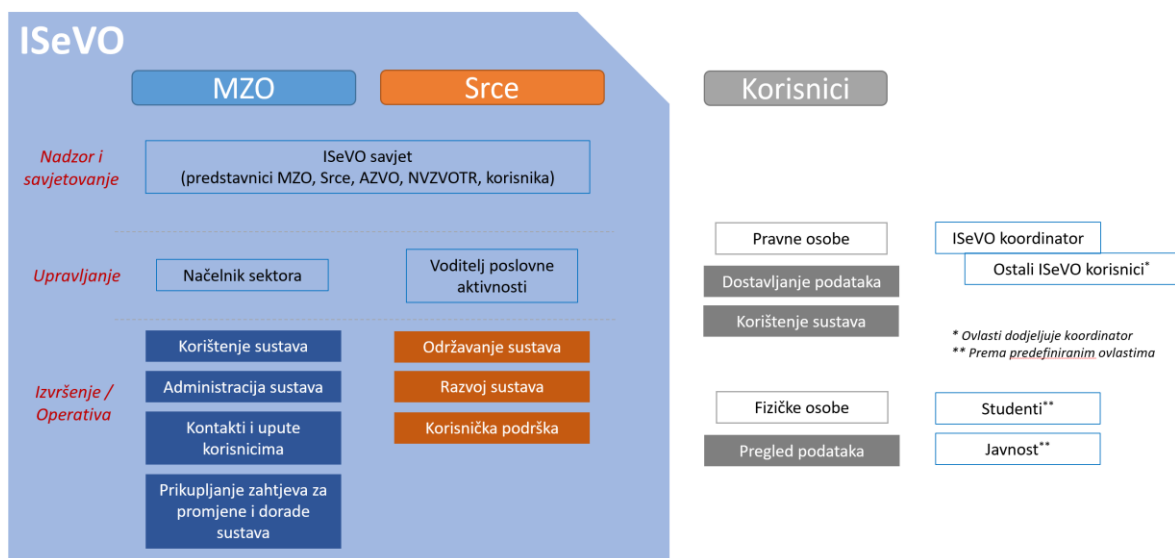 ISeVO
MZO
Srce
Korisnici
Nadzor i
savjetovanje
ISeVO savjet
(predstavnici MZO, Srce, AZVO, NVZVOTR, korisnika)
Upravljanje
Načelnik sektora
Voditelj poslovne
aktivnosti
Izvršenje /
Operativa
Korištenje sustava
Administracija sustava
Kontakti i upute
korisnicima
Prikupljanje zahtjeva za
promjene i dorade
sustava
Održavanje sustava
Razvoj sustava
Korisnička podrška
Pravne osobe
Dostavljanje podataka
Korištenje sustava
ISeVO koordinator
Ostali ISeVO korisnici*
* Ovlasti dodjeljuje koordinator
** Prema predefiniranim ovlastima
Fizičke osobe
Pregled podataka
Studenti**
Javnost**